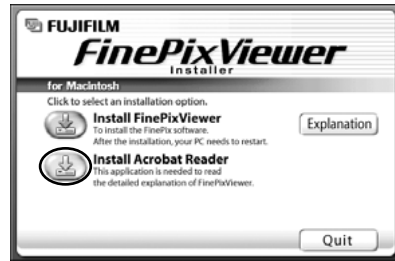 FUJIFILM
FinePixViewer
Installer
for Macintosh
Click to select an installation option.
Install FinePixViewer
To install the FinePix software.
After the installation, your PC needs to restart.
Explanation
Install Acrobat Reader
This application is needed to read
the detailed explanation of FinePixViewer.
Quit